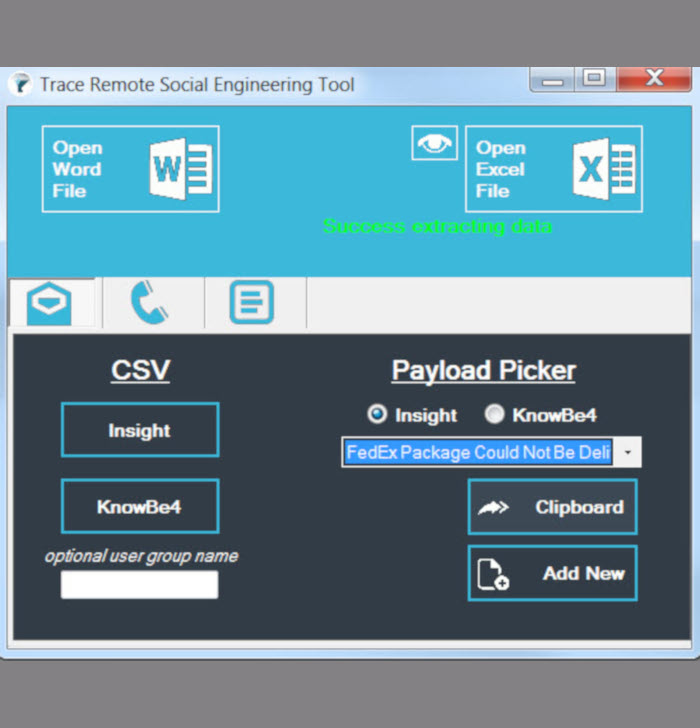 Trace Remote Social Engineering Tool
Open
Word
File
W
Open
Excel
File
X
Success extracting data
CSV
Payload Picker
Insight
Insight
KnowBe4
FedEx Package Could Not Be Deli
KnowBe4
Clipboard
optional user group name
Add New